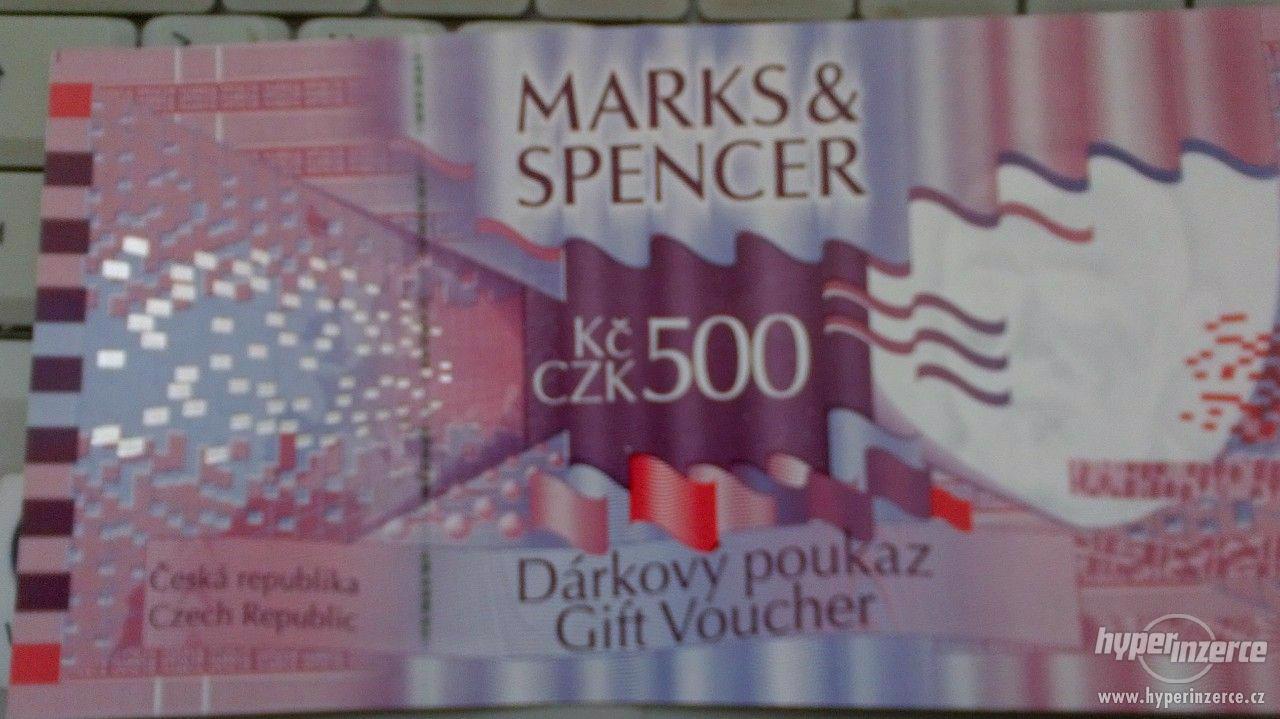 MARKS &
SPENCER
Kč
CZK 500
Česká republika
Czech Republic
Dárkový poukaz
Gift Voucher
hyperinzerce
www.hyperinzerce.cz